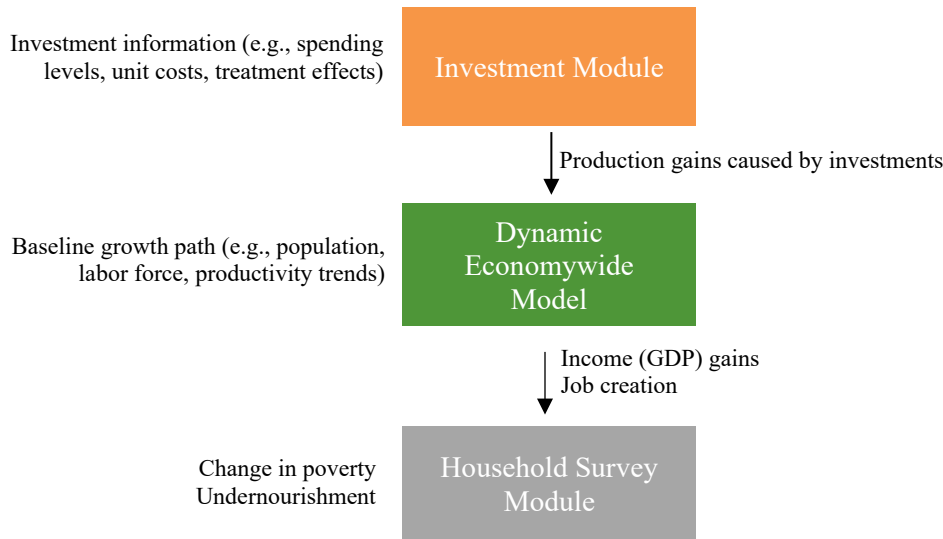 Investment information (e.g., spending
levels, unit costs, treatment effects)
Investment Module
Production gains caused by investments
Baseline growth path (e.g., population,
labor force, productivity trends)
Dynamic
Economywide
Model
Income (GDP) gains
Job creation
Change in poverty
Undernourishment
Household Survey
Module